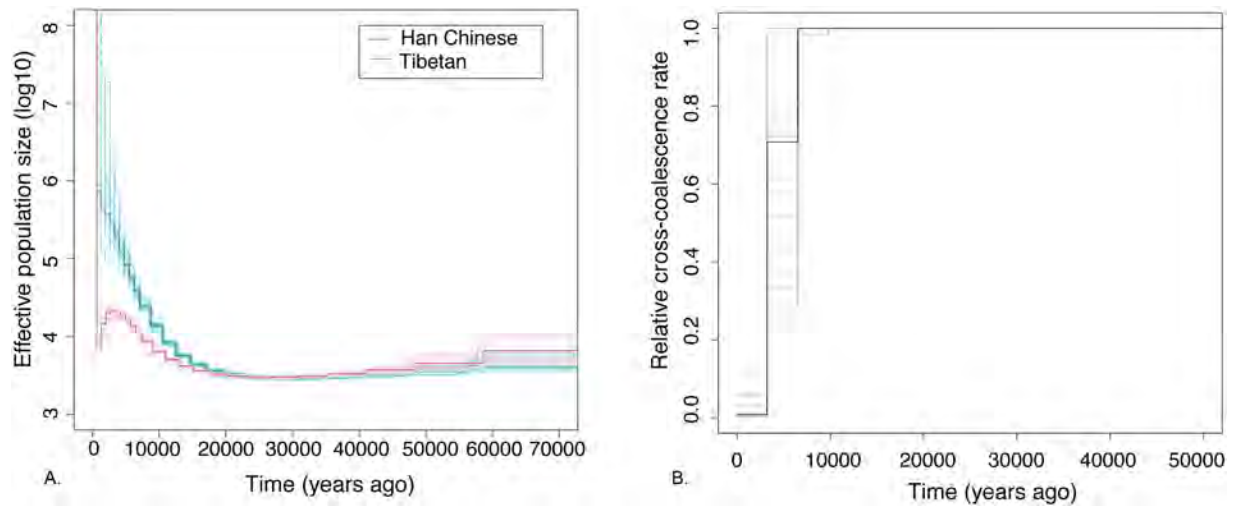 Effective population size (log10)
8
7
6
5
4
3
Han Chinese
Tibetan
0 10000 20000 30000 40000 50000 60000 70000
Time (years ago)
A.
Relative cross-coalescence rate
1.0
0.8
0.6
0.4
0.2
0.0
0 10000 20000 30000 40000 50000
Time (years ago)
B.